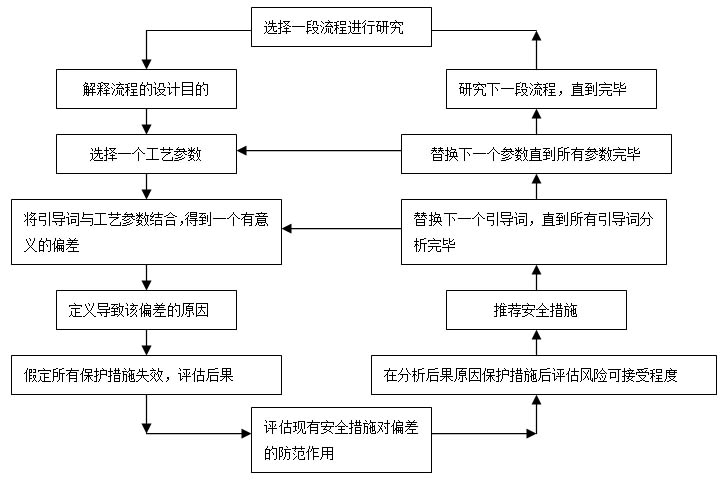 选择一段流程进行研究
解释流程的设计目的
研究下一段流程，直到完毕
选择一个工艺参数
替换下一个参数直到所有参数完毕
将引导词与工艺参数结合，得到一个有意
义的偏差
替换下一个引导词，直到所有引导词分
析完毕
定义导致该偏差的原因
推荐安全措施
假定所有保护措施失效，评估后果
在分析后果原因保护措施后评估风险可接受程度
评估现有安全措施对偏差
的防范作用